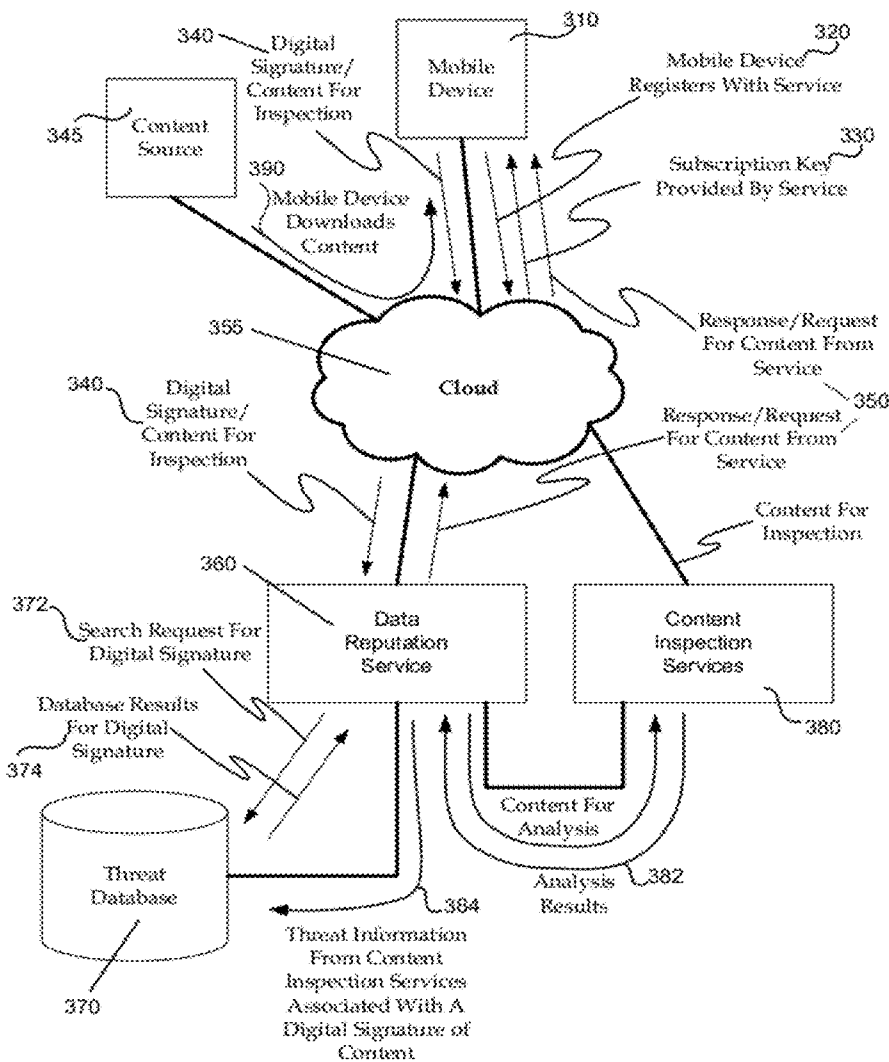 340
Digital
Signature/
Content For
Inspection
310
Mobile
Device
320
Mobile Device
Registers With Service
345
Content
Source
330
Subscription Key
Provided By Service
390
Mobile Device
Downloads
Content
355
Cloud
Response/Request
For Content From
Service
350
340
Digital
Signature/
Content For
Inspection
Response/Request
For Content From
Service
Content For
Inspection
360
Data
Reputation
Service
Content
Inspection
Services
380
372
Search Request For
Digital Signature
Database Results
For Digital
Signature
374
Content For
Analysis
382
Analysis
Results
Threat
Database
370
384
Threat Information
From Content
Inspection Services
Associated With A
Digital Signature of
Content